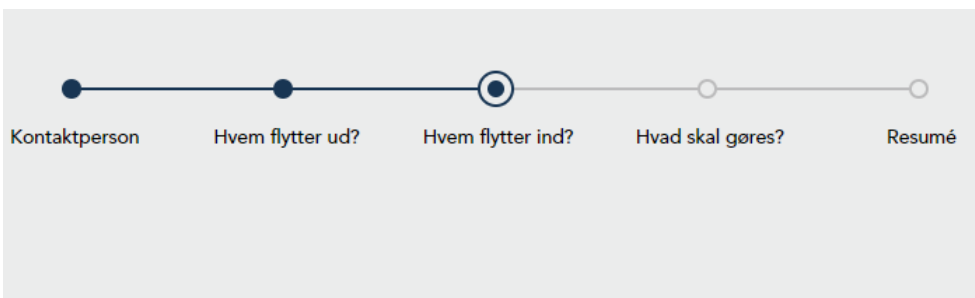 Kontaktperson Hvem flytter ud? Hvem flytter ind? Hvad skal gøres? Resumé